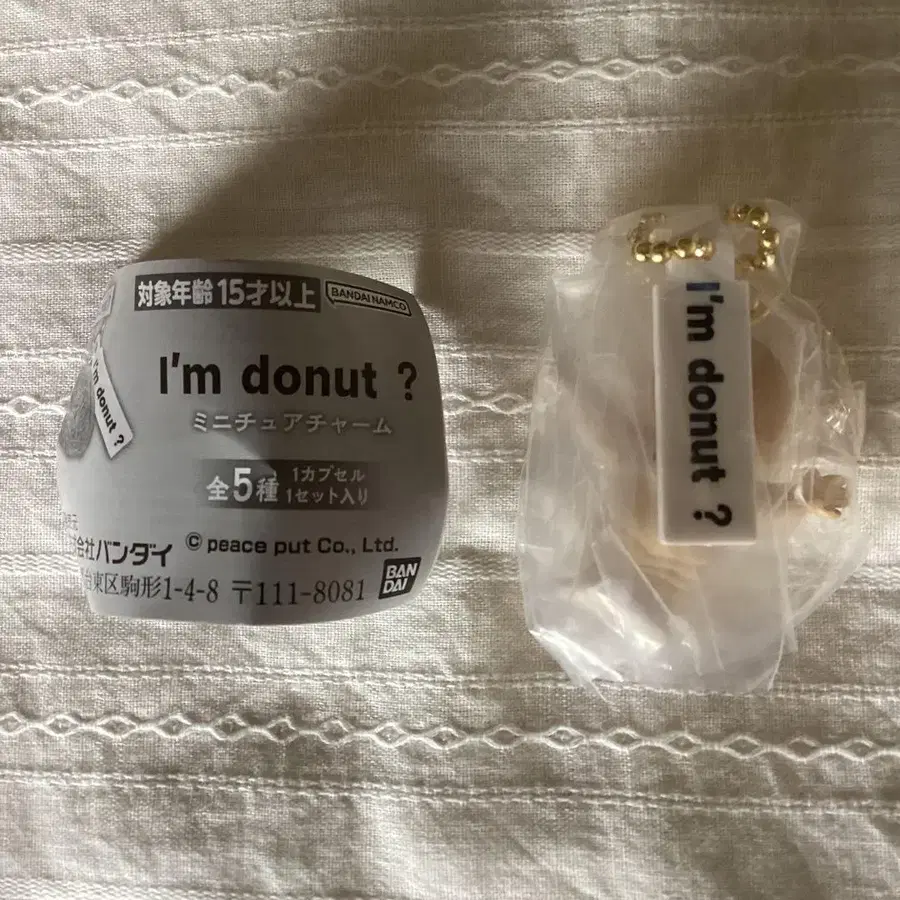 対象年齢15才以上
BANDAI NAMCO
I'm donut ?
I'm donut ?
ミニチュアチャーム
全5種
1カプセル
1セット入り
会社バンダイ
© peace put Co., Ltd.
台東区駒形1-4-8 〒111-8081
BAN
DAI
I'm donut ?